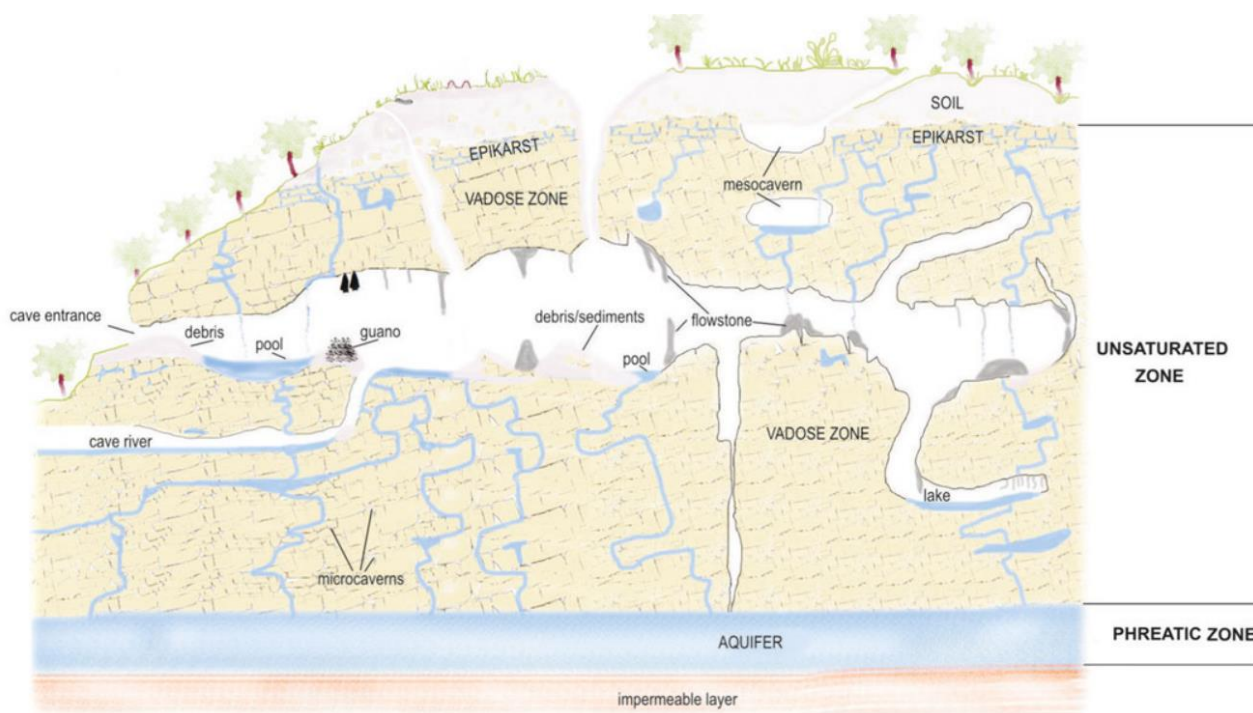 SOIL
EPIKARST
EPIKARST
mesocavern
VADOSE ZONE
cave entrance
debris
pool
guano
debris/sediments
pool
flowstone
UNSATURATED
ZONE
VADOSE ZONE
cave river
lake
microcaverns
AQUIFER
PHREATIC ZONE
impermeable layer